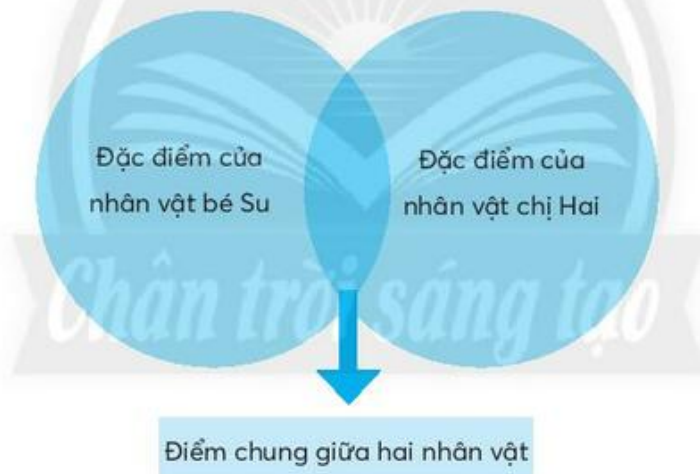 Đặc điểm của
nhân vật bé Su
Đặc điểm của
nhân vật chị Hai
Chân trời sáng tạo
Điểm chung giữa hai nhân vật